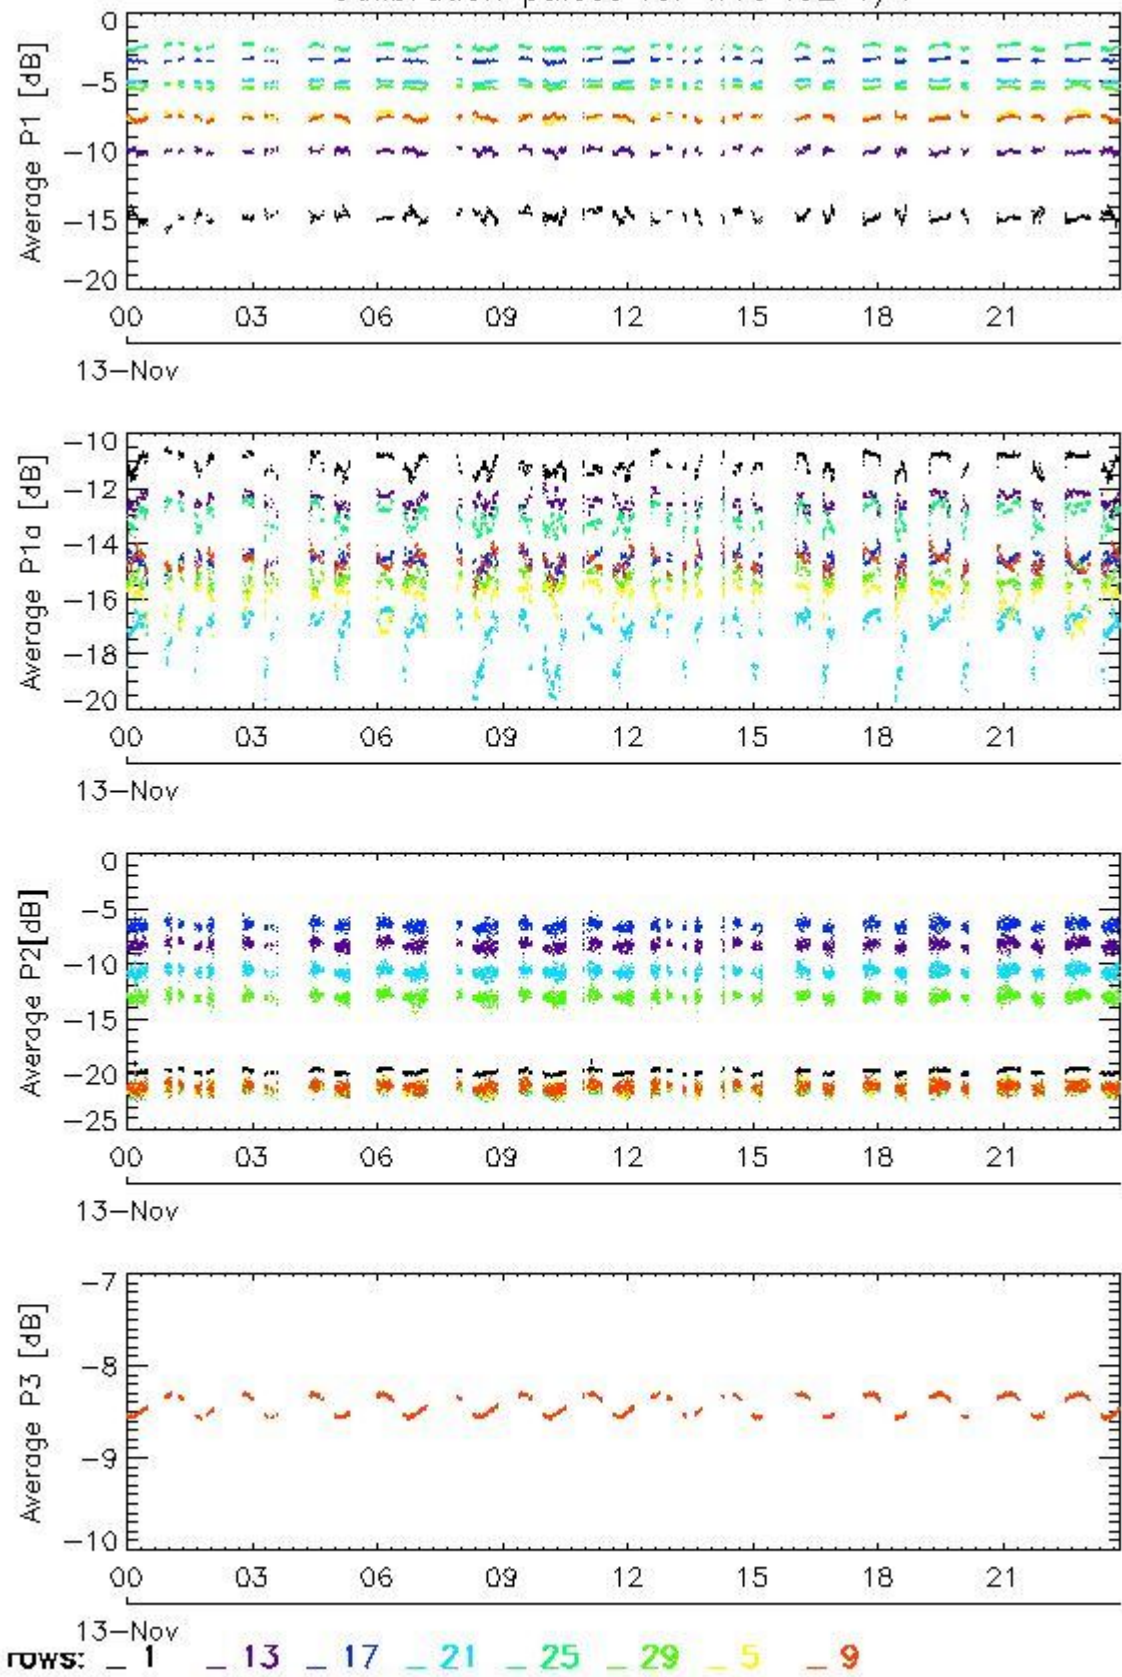 0
−5
−10
−15
−20
Average P1 [dB]
00 03 06 09 12 15 18 21
13−Nov
−10
−12
−14
−16
−18
−20
Average P1a [dB]
00 03 06 09 12 15 18 21
13−Nov
0
−5
−10
−15
−20
−25
Average P2[dB]
00 03 06 09 12 15 18 21
13−Nov
−7
−8
−9
−10
Average P3 [dB]
00 03 06 09 12 15 18 21
13−Nov
rows: _ 1 _ 13 _ 17 _ 21 _ 25 _ 29 _ 5 _ 9